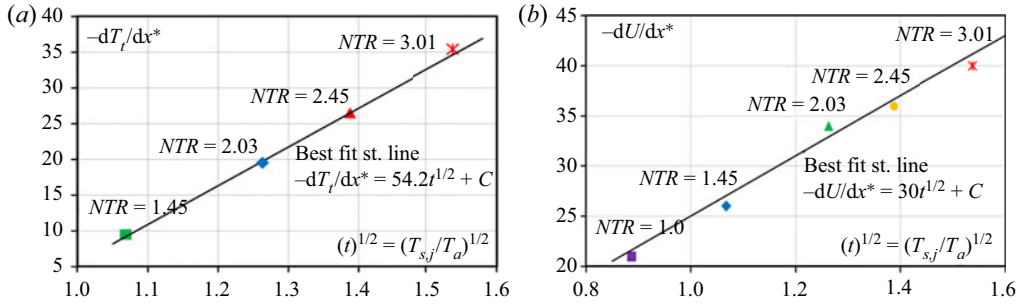 (a)
40
35
30
25
20
15
10
5
–dT_t/dx*
NTR = 3.01
NTR = 2.45
NTR = 2.03
NTR = 1.45
Best fit st. line
–dT_t/dx* = 54.2t^{1/2} + C
(t)^{1/2} = (T_{s,j}/T_a)^{1/2}
1.0 1.1 1.2 1.3 1.4 1.5 1.6
(b)
45
40
35
30
25
20
–dU/dx*
NTR = 3.01
NTR = 2.45
NTR = 2.03
NTR = 1.45
NTR = 1.0
Best fit st. line
–dU/dx* = 30t^{1/2} + C
(t)^{1/2} = (T_{s,j}/T_a)^{1/2}
0.8 1.0 1.2 1.4 1.6